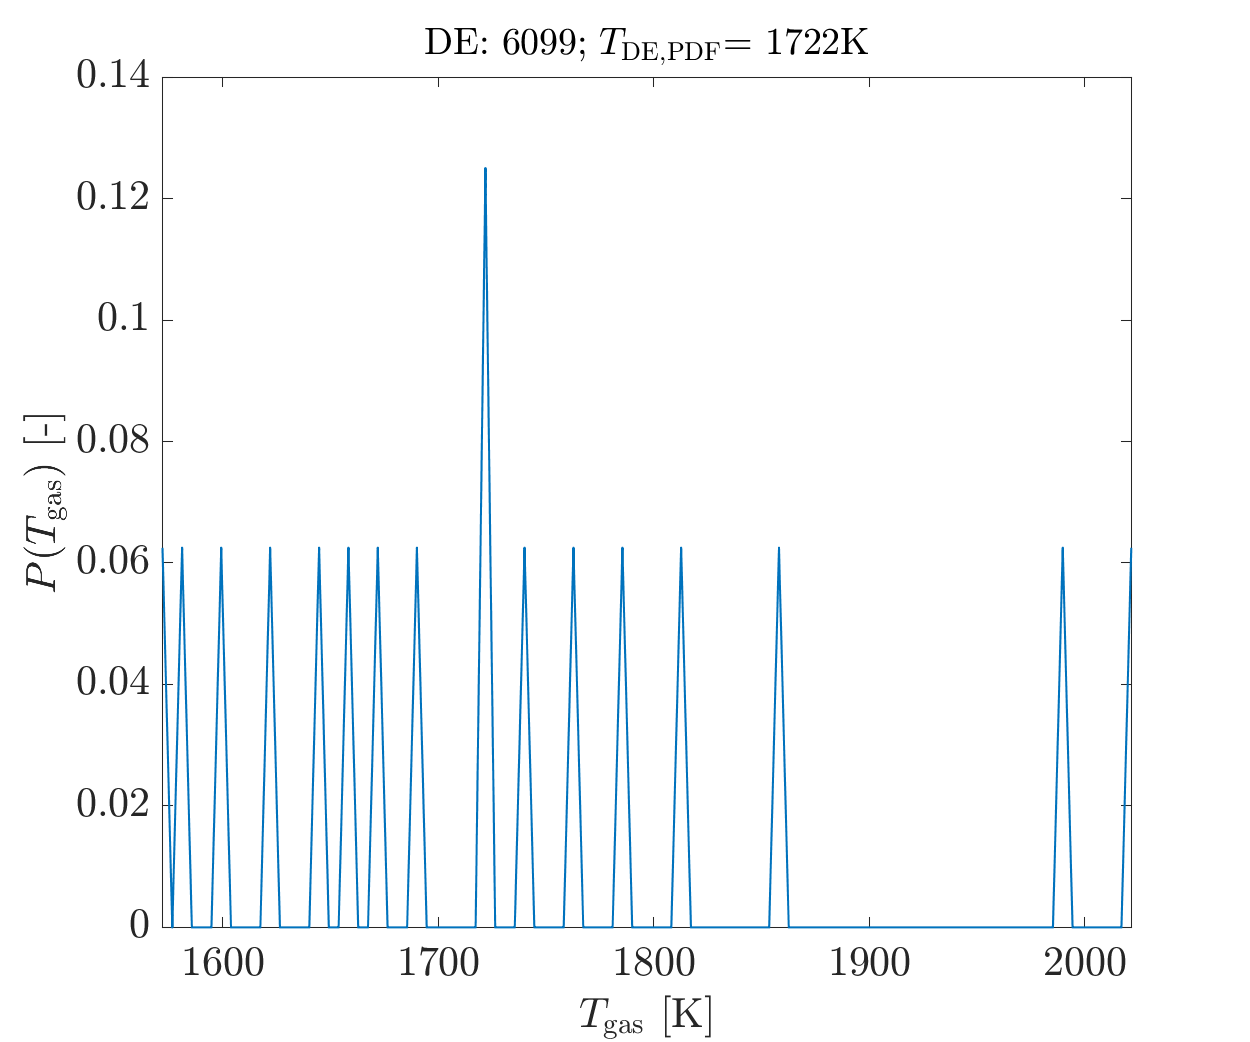 DE: 6099; T_DE,PDF= 1722K
0.14
0.12
0.1
0.08
0.06
0.04
0.02
0
P(T_gas) [-]
1600 1700 1800 1900 2000
T_gas [K]